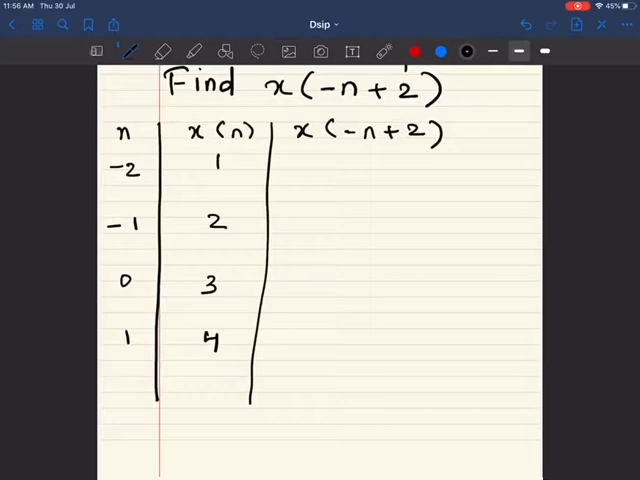 11:56 AM Thu 30 Jul
45%
Dsip
Find x(-n+2)
n x(n) x(-n+2)
-2 1
-1 2
0 3
1 4